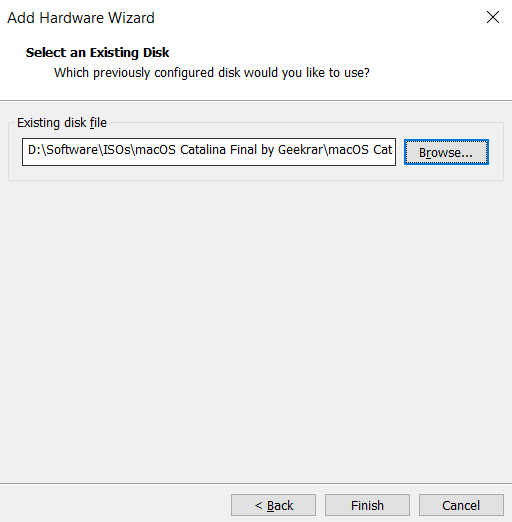 Add Hardware Wizard
Select an Existing Disk
Which previously configured disk would you like to use?
Existing disk file
D:\Software\ISOs\macOS Catalina Final by Geekrar\macOS Cat
Browse...
< Back
Finish
Cancel